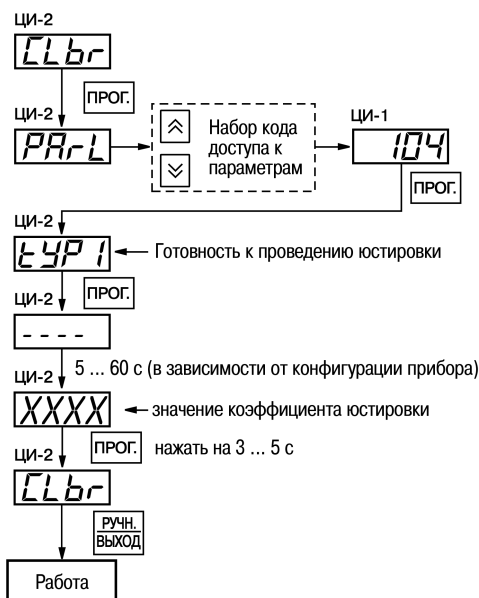 ЦИ-2
CLbr
ПРОГ.
ЦИ-2
PArL
Набор кода
доступа к
параметрам
ЦИ-1
104
ПРОГ.
ЦИ-2
tYP1
Готовность к проведению юстировки
ПРОГ.
ЦИ-2
----
5 ... 60 с (в зависимости от конфигурации прибора)
ЦИ-2
XXXX
значение коэффициента юстировки
ПРОГ.
нажать на 3 ... 5 с
ЦИ-2
CLbr
РУЧН.
ВЫХОД
Работа